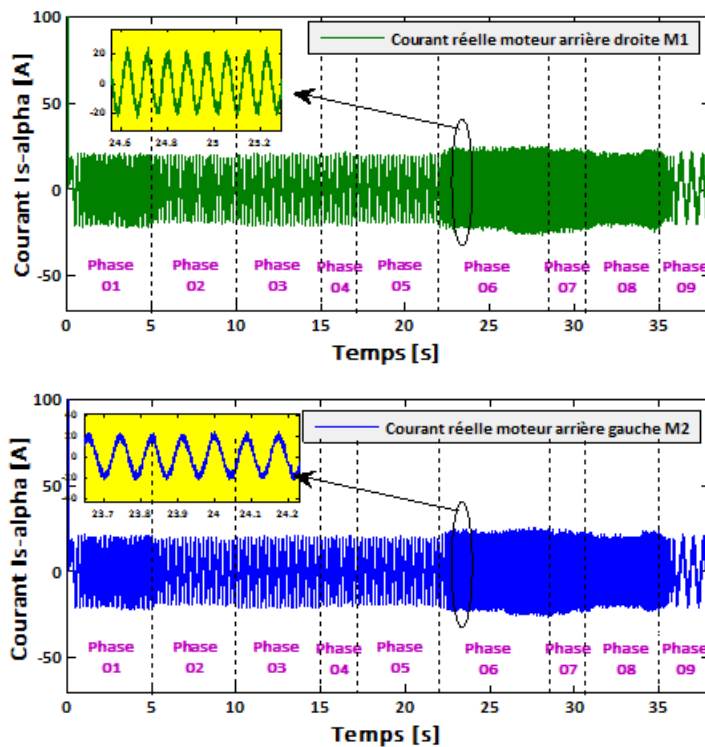 Courant Is-alpha [A]
100
50
0
-50
20
0
-20
24.6
24.8
25
25.2
Courant réelle moteur arrière droite M1
Phase 01
Phase 02
Phase 03
Phase 04
Phase 05
Phase 06
Phase 07
Phase 08
Phase 09
0
5
10
15
20
25
30
35
Temps [s]
Courant Is-alpha [A]
100
50
0
-50
20
0
23.7
23.8
23.9
24
24.1
24.2
Courant réelle moteur arrière gauche M2
Phase 01
Phase 02
Phase 03
Phase 04
Phase 05
Phase 06
Phase 07
Phase 08
Phase 09
0
5
10
15
20
25
30
35
Temps [s]